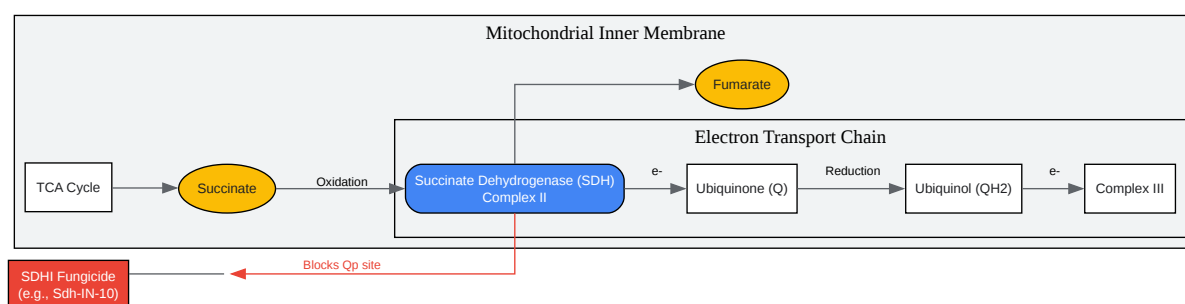 Mitochondrial Inner Membrane
Fumarate
Electron Transport Chain
TCA Cycle
Succinate
Oxidation
Succinate Dehydrogenase (SDH)
Complex II
e-
Ubiquinone (Q)
Reduction
Ubiquinol (QH2)
e-
Complex III
Blocks Qp site
SDHI Fungicide
(e.g., Sdh-IN-10)